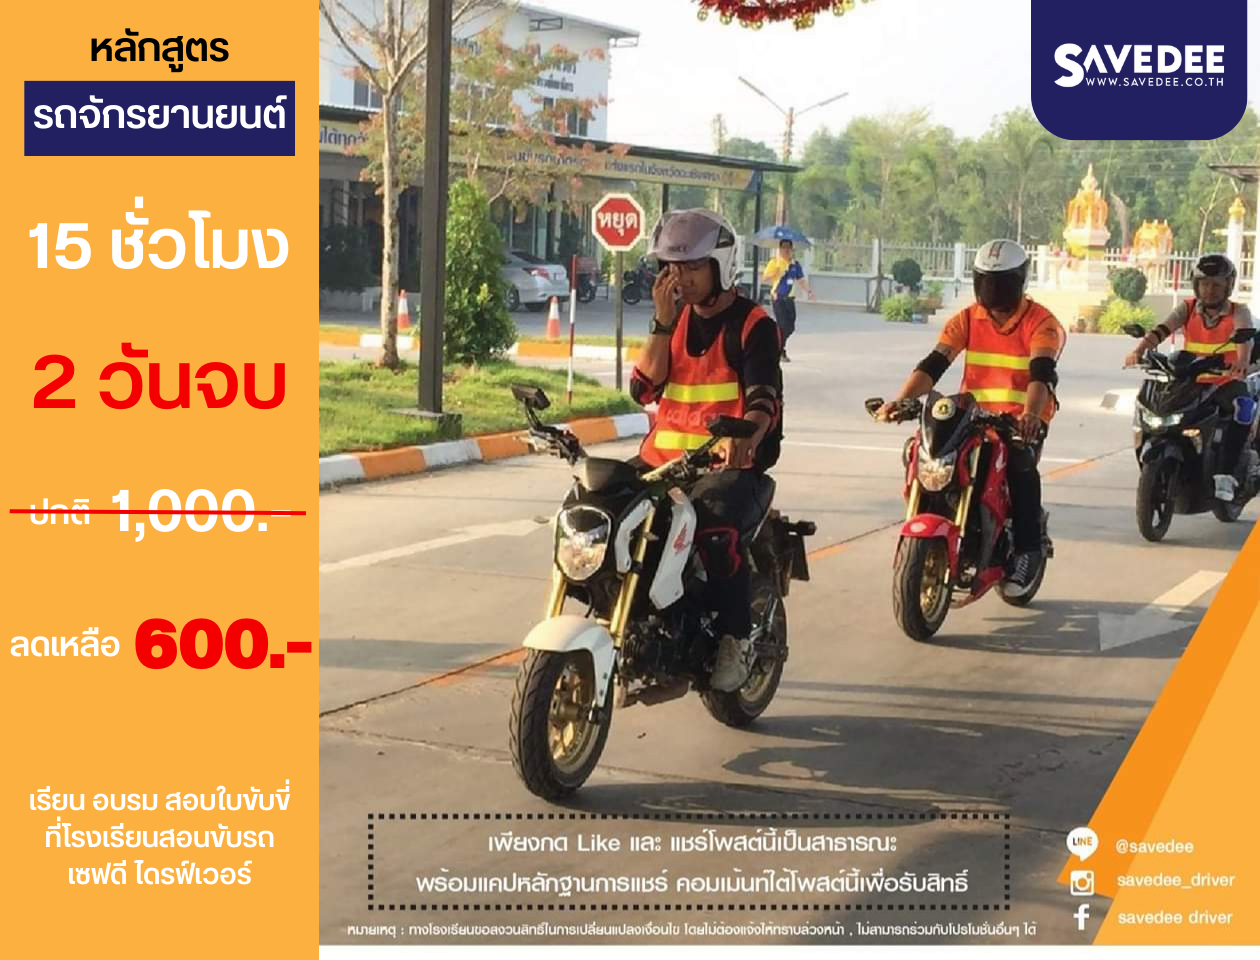 หลักสูตร
รถจักรยานยนต์
15 ชั่วโมง
2 วันจบ
ปกติ 1,000.-
ลดเหลือ 600.-
เรียน อบรม สอบใบขับขี่
ที่โรงเรียนสอนขับรถ
เซฟดี ไดรฟ์เวอร์
SAVEDEE
WWW.SAVEDEE.CO.TH
หยุด
เพียงกด Like และ แชร์โพสต์นี้เป็นสาธารณะ
พร้อมแคปหลักฐานการแชร์ คอมเม้นท์ใต้โพสต์นี้เพื่อรับสิทธิ์
หมายเหตุ : ทางโรงเรียนขอสงวนสิทธิ์ในการเปลี่ยนแปลงเงื่อนไข โดยไม่ต้องแจ้งให้ทราบล่วงหน้า , ไม่สามารถร่วมกับโปรโมชั่นอื่นๆ ได้
LINE @savedee
savedee_driver
savedee driver